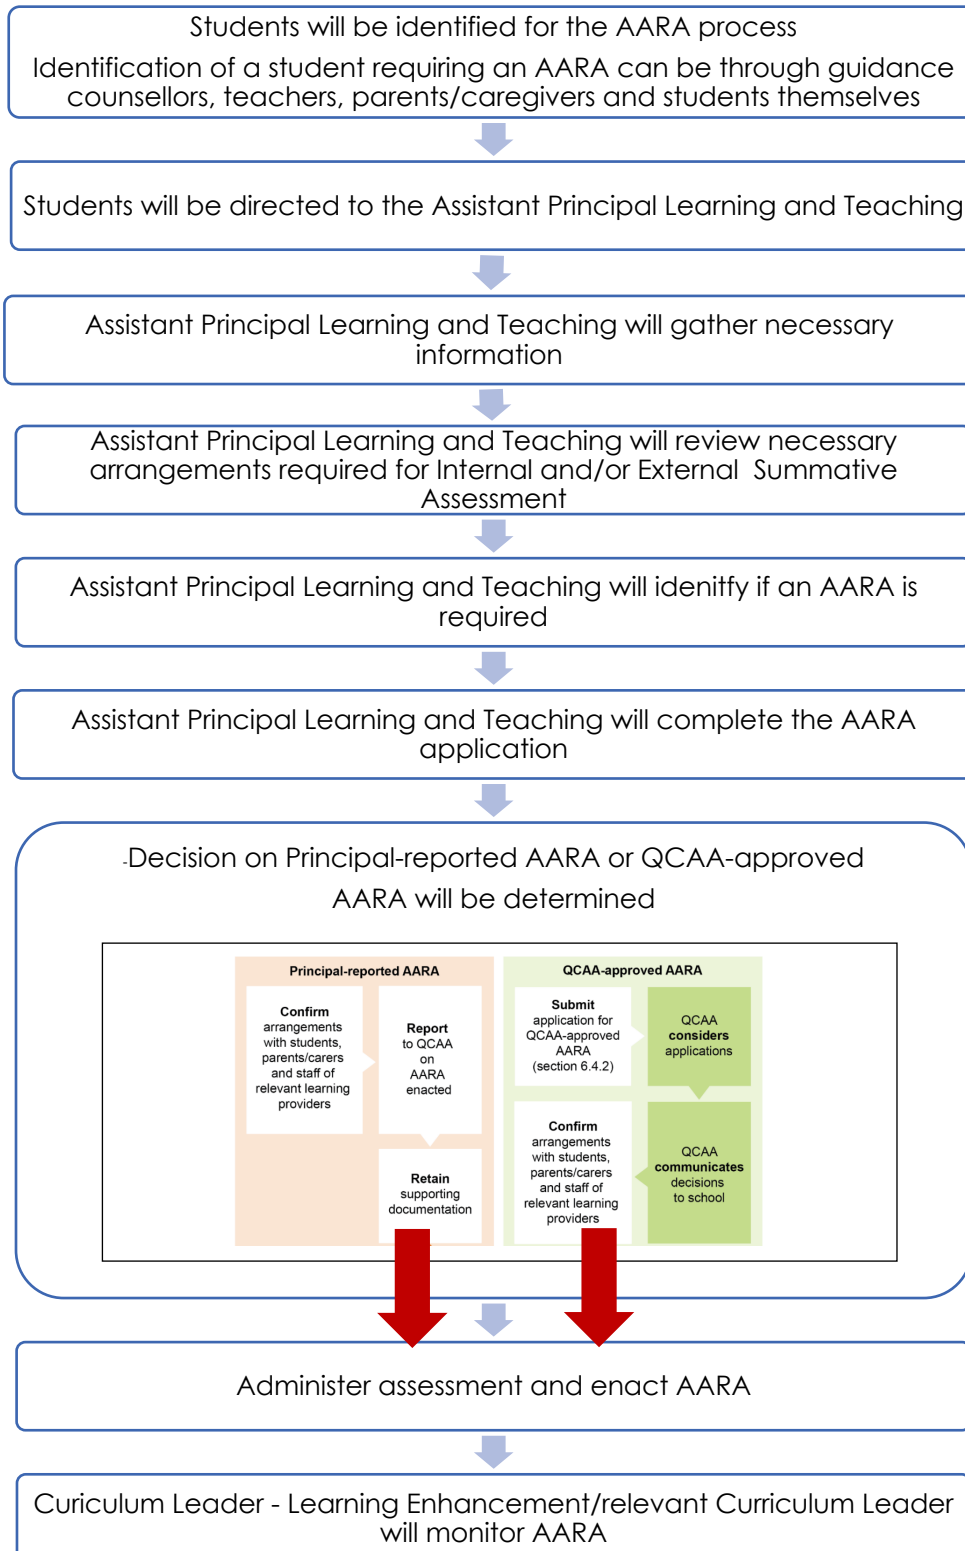 Students will be identified for the AARA process
Identification of a student requiring an AARA can be through guidance
counsellors, teachers, parents/caregivers and students themselves
Students will be directed to the Assistant Principal Learning and Teaching
Assistant Principal Learning and Teaching will gather necessary
information
Assistant Principal Learning and Teaching will review necessary
arrangements required for Internal and/or External  Summative
Assessment
Assistant Principal Learning and Teaching will idenitfy if an AARA is
required
Assistant Principal Learning and Teaching will complete the AARA
application
-Decision on Principal-reported AARA or QCAA-approved
AARA will be determined
Principal-reported AARA
Confirm
arrangements
with students,
parents/carers
and staff of
relevant learning
providers
Report
to QCAA
on
AARA
enacted
Retain
supporting
documentation
QCAA-approved AARA
Submit
application for
QCAA-approved
AARA
(section 6.4.2)
QCAA
considers
applications
QCAA
communicates
decisions
to school
Confirm
arrangements
with students,
parents/carers
and staff of
relevant learning
providers
Administer assessment and enact AARA
Curiculum Leader - Learning Enhancement/relevant Curriculum Leader
will monitor AARA